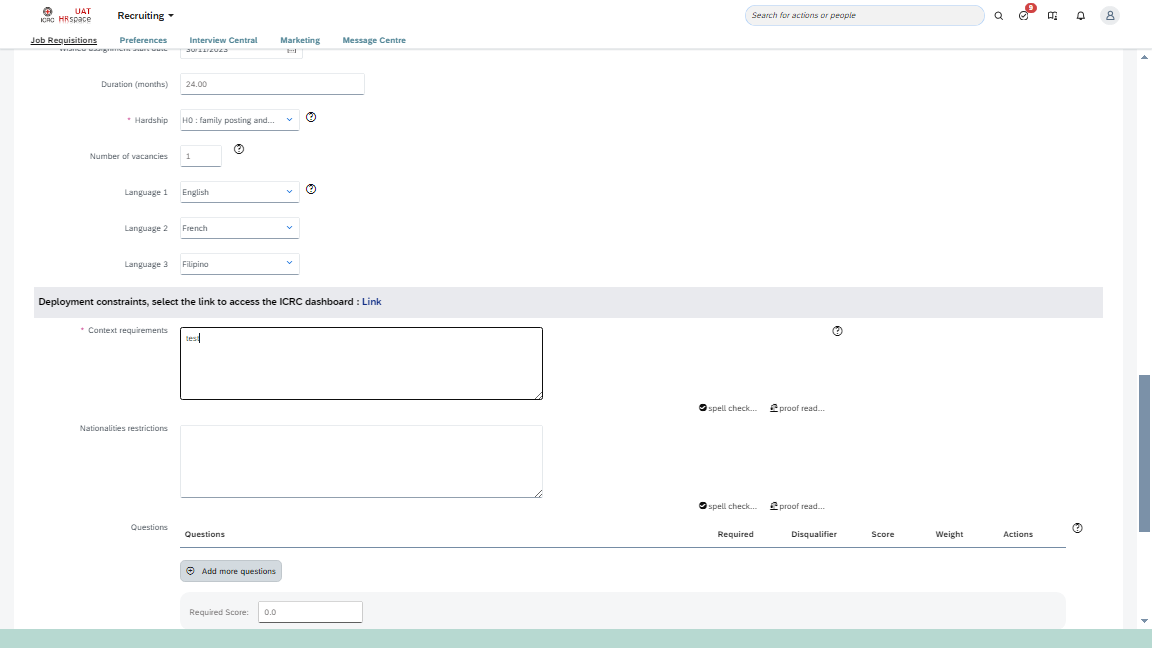 ICRC UAT HRspace
Recruiting
Search for actions or people
9
Job Requisitions Preferences Interview Central Marketing Message Centre
Wished assignment start date 30/11/2023
Duration (months) 24.00
* Hardship H0 : family posting and...
Number of vacancies 1
Language 1 English
Language 2 French
Language 3 Filipino
Deployment constraints, select the link to access the ICRC dashboard : Link
* Context requirements test
spell check... proof read...
Nationalities restrictions
spell check... proof read...
Questions
Questions Required Disqualifier Score Weight Actions
Add more questions
Required Score: 0.0